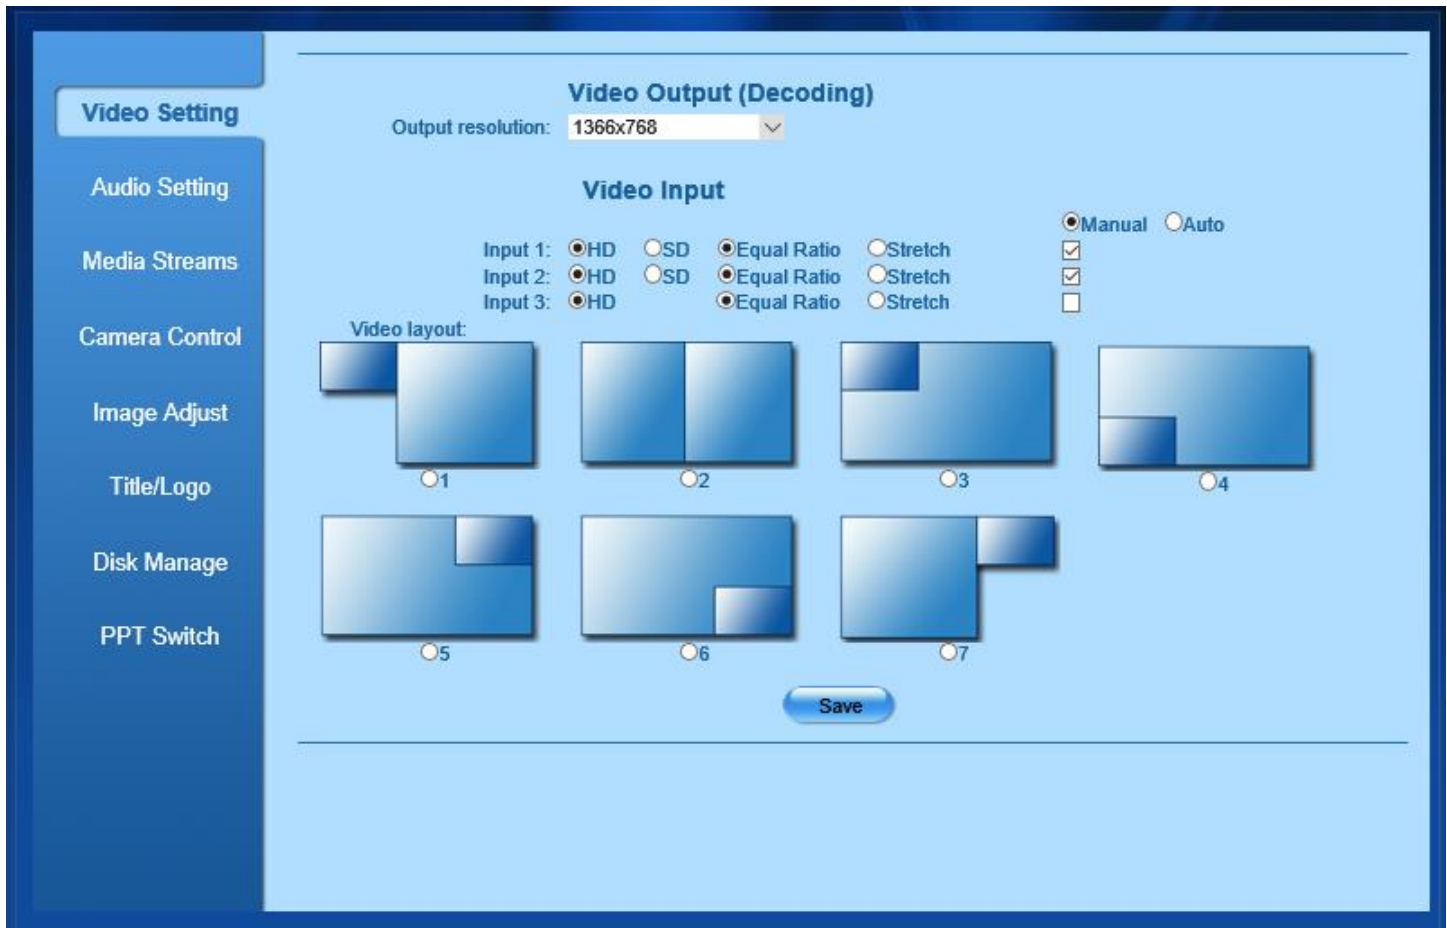 Video Setting
Audio Setting
Media Streams
Camera Control
Image Adjust
Title/Logo
Disk Manage
PPT Switch
Video Output (Decoding)
Output resolution: 1366x768
Video Input
Manual Auto
Input 1: HD SD Equal Ratio Stretch
Input 2: HD SD Equal Ratio Stretch
Input 3: HD Equal Ratio Stretch
Video layout:
1 2 3 4
5 6 7
Save